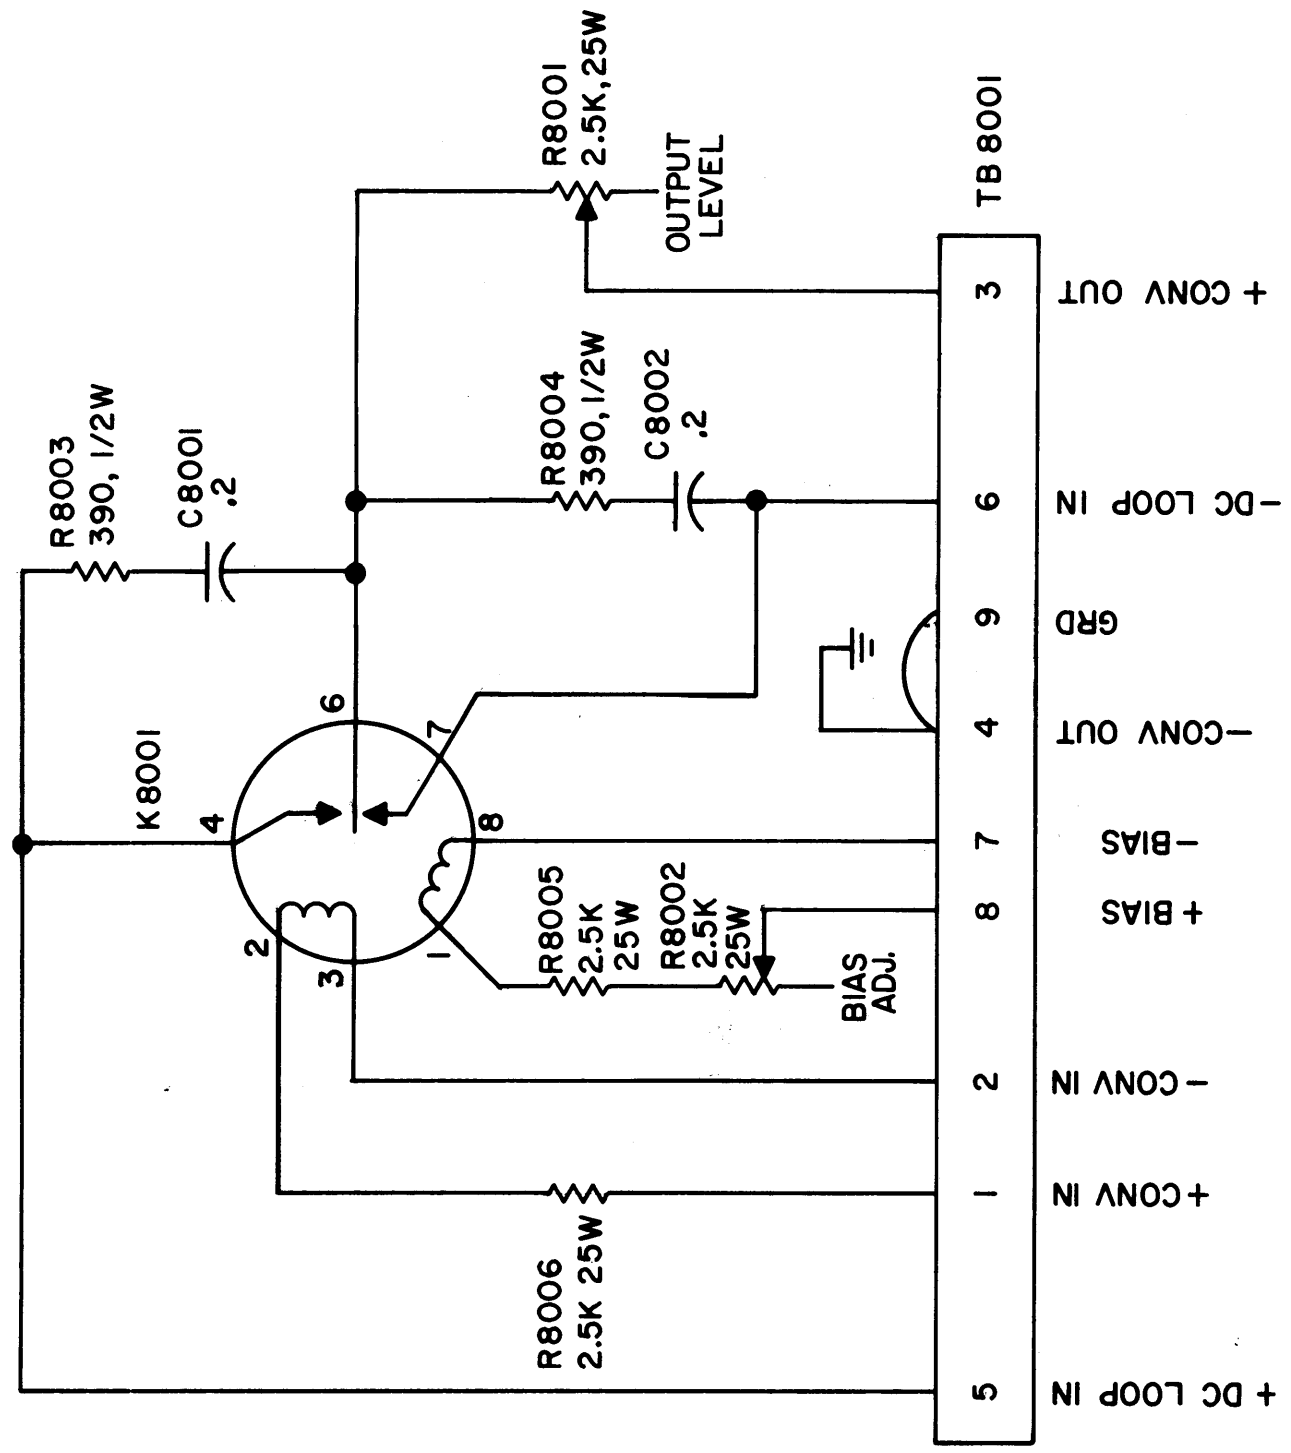 R8003
390, 1/2W
C8001
.2
K8001
4
6
7
8
2
3
1
R8001
2.5K, 25W
OUTPUT
LEVEL
R8004
390, 1/2W
C8002
.2
R8005
2.5K
25W
R8002
2.5K
25W
BIAS
ADJ.
R8006
2.5K 25W
TB 8001
3
+ CONV OUT
6
- DC LOOP IN
9
GRD
4
- CONV OUT
7
- BIAS
8
+ BIAS
2
- CONV IN
1
+ CONV IN
5
+ DC LOOP IN